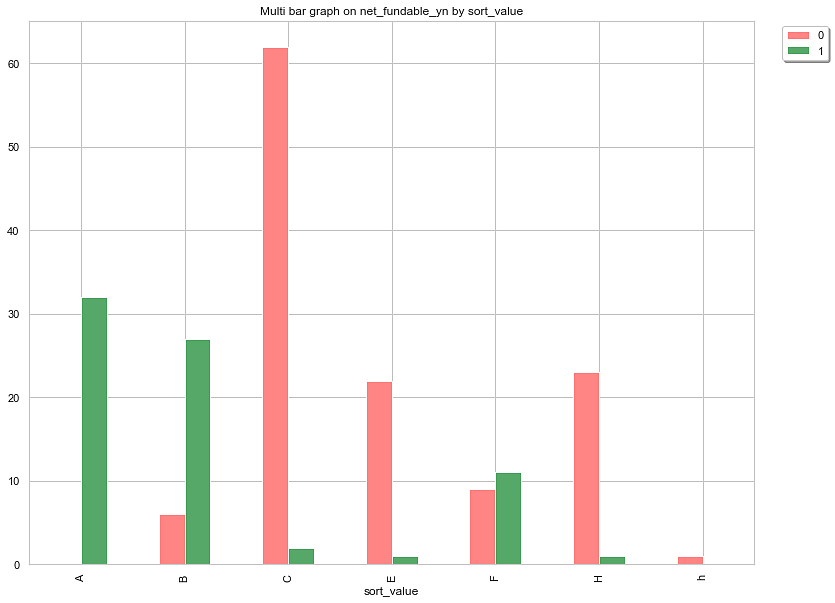 Multi bar graph on net_fundable_yn by sort_value
0
1
60
50
40
30
20
10
0
A
B
C
E
F
H
h
sort_value